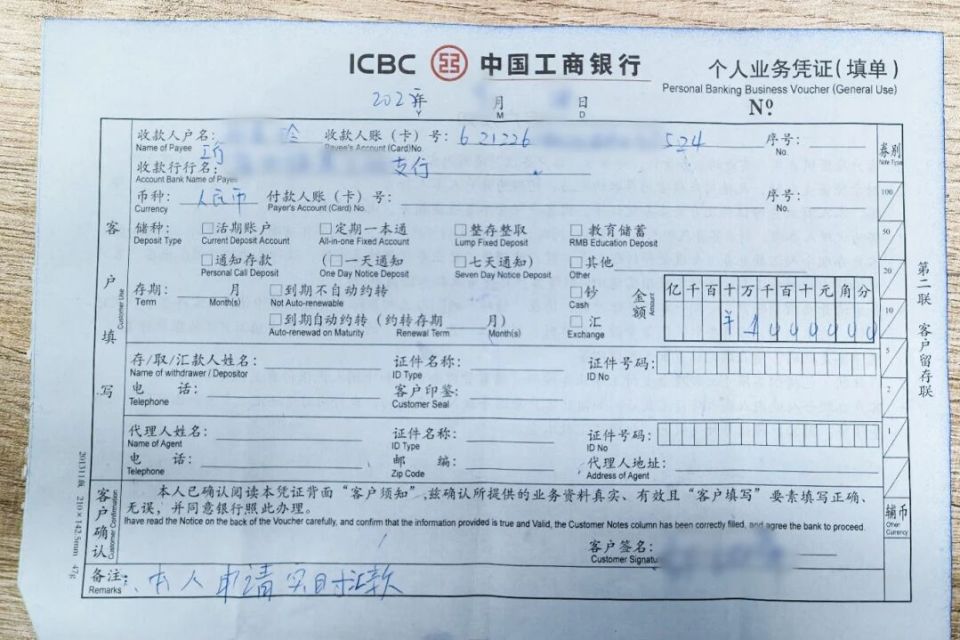 ICBC 中国工商银行
个人业务凭证(填单)
Personal Banking Business Voucher (General Use)
202 年 月 日 Nº
M D
收款人户名: 收款人账(卡)号: 621226 524 序号:
Name of Payee Payee's Account (Card)No. No.
工行 支行
收款行行名:
Account Bank Name of Payee
币种: 人民币 付款人账(卡)号: 序号:
Currency Payer's Account (Card) No. No.
储种: □活期账户 □定期一本通 □整存整取 □教育储蓄
Deposit Type Current Deposit Account All-in-one Fixed Account Lump Fixed Deposit RMB Education Deposit
□通知存款 (□一天通知 □七天通知) □其他
Personal Call Deposit One Day Notice Deposit Seven Day Notice Deposit Other
存期: 月 □到期不自动约转 □钞
Term Month(s) Not Auto-renewable Cash
□到期自动约转(约转存期 月) □汇
Auto-renewad on Maturity Renewal Term Month(s) Exchange
金额 Amount
亿 千 百 十 万 千 百 十 元 角 分
¥ 1 0 0 0 0 0 0
存/取/汇款人姓名: 证件名称: 证件号码:
Name of withdrawer / Depositor ID Type ID No
电 话: 客户印鉴:
Telephone Customer Seal
代理人姓名: 证件名称: 证件号码:
Name of Agent ID Type ID No
电 话: 邮 编: 代理人地址:
Telephone Zip Code Address of Agent
本人已确认阅读本凭证背面“客户须知”,兹确认所提供的业务资料真实、有效且“客户填写”要素填写正确、
无误,并同意银行照此办理。
Ihave read the Notice on the back of the Voucher carefully, and confirm that the information provided is true and Valid, the Customer Notes column has been correctly filled, and agree the bank to proceed.
客户签名:
Customer Signatu
备注: 本人申请实时汇款
Remarks
客户填写
Customer Use
客户确认
Customer Confirmation
券别
Note Type
100
50
20
10
5
2
1
辅币
Other Currency
第二联 客户留存联
201311版 210×142.5mm 47g